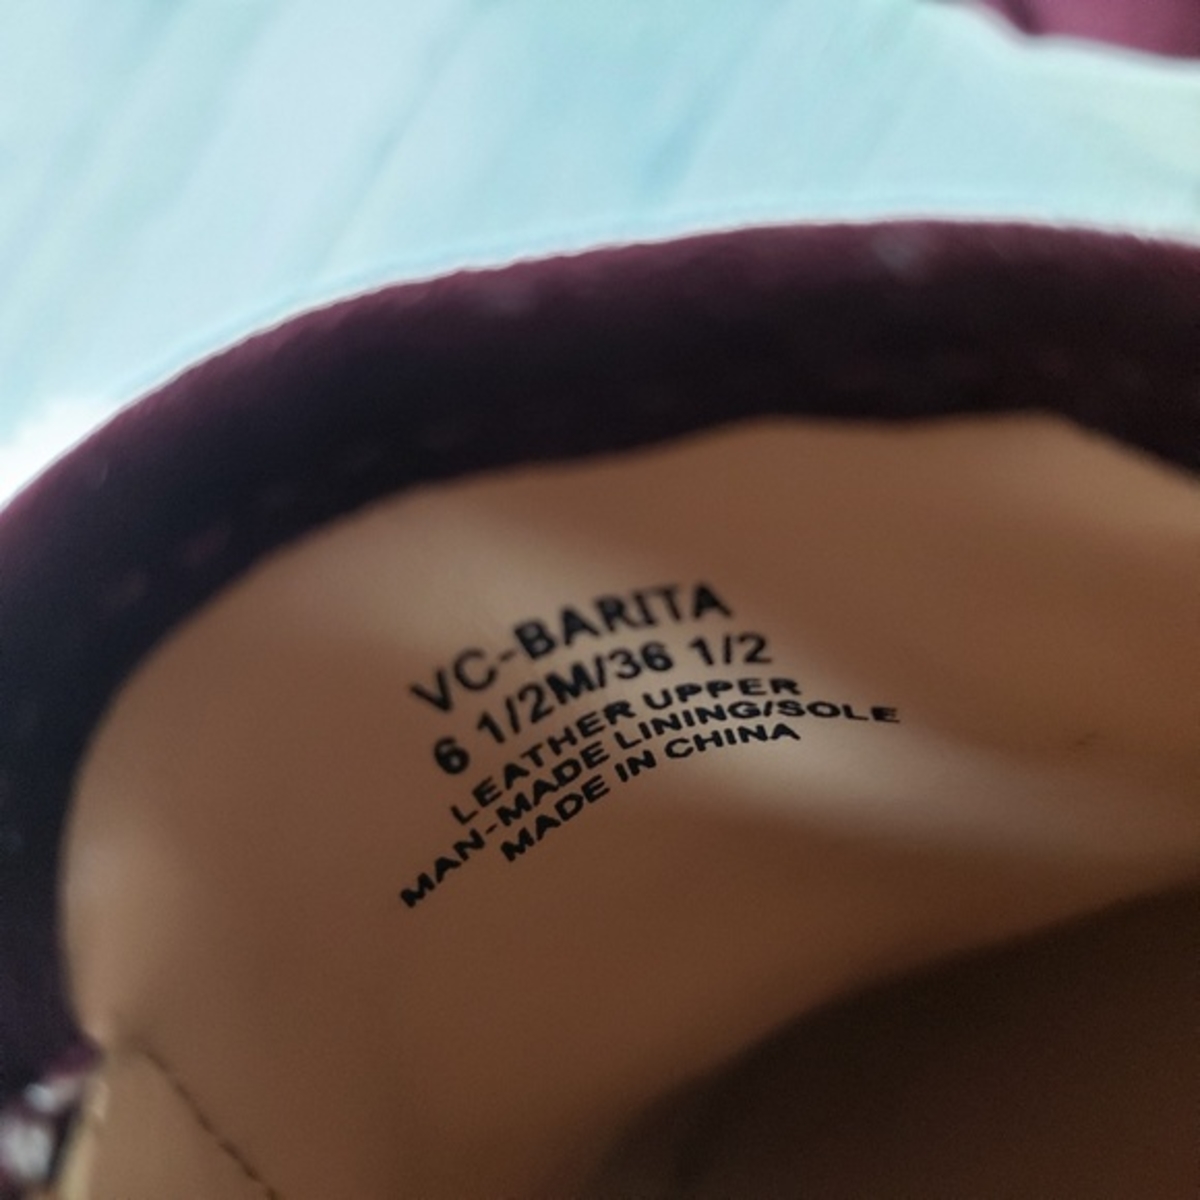 VC-BARITA
6 1/2M/36 1/2
LEATHER UPPER
MAN-MADE LINING/SOLE
MADE IN CHINA